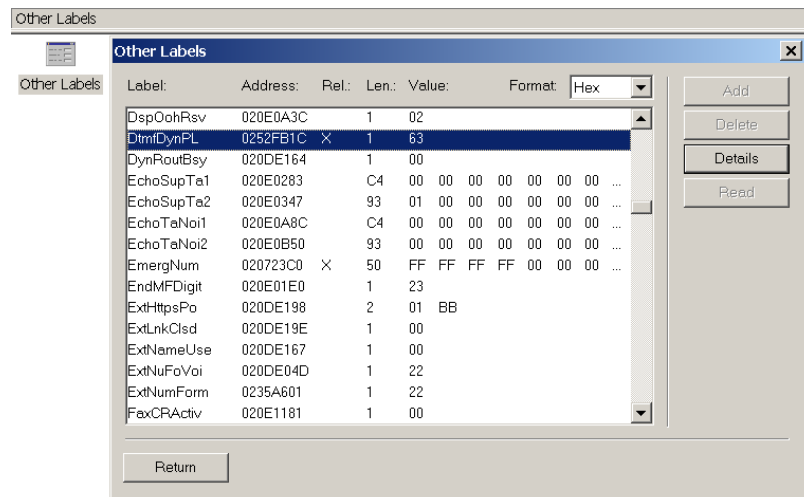 Other Labels
Other Labels
Other Labels
Label: Address: Rel.: Len.: Value: Format: Hex
DspOohRsv 020E0A3C 1 02
DtmfDynPL 0252FB1C X 1 63
DynRoutBsy 020DE164 1 00
EchoSupTa1 020E0283 C4 00 00 00 00 00 00 00 ...
EchoSupTa2 020E0347 93 01 00 00 00 00 00 00 ...
EchoTaNoi1 020E0A8C C4 00 00 00 00 00 00 00 ...
EchoTaNoi2 020E0B50 93 00 00 00 00 00 00 00 ...
EmergNum 020723C0 X 50 FF FF FF FF 00 00 00 ...
EndMFDigit 020E01E0 1 23
ExtHttpsPo 020DE198 2 01 BB
ExtLnkClsd 020DE19E 1 00
ExtNameUse 020DE167 1 00
ExtNuFoVoi 020DE04D 1 22
ExtNumForm 0235A601 1 22
FaxCRActiv 020E1181 1 00
Add
Delete
Details
Read
Return